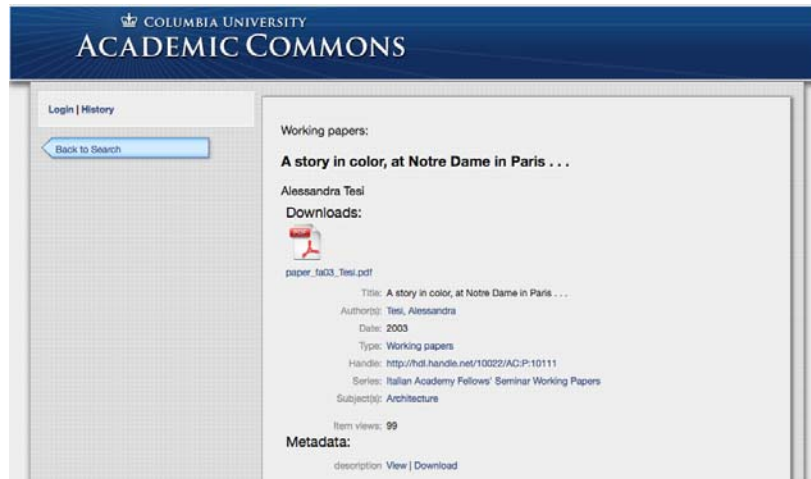 COLUMBIA UNIVERSITY
ACADEMIC COMMONS
Login | History
Back to Search
Working papers:
A story in color, at Notre Dame in Paris . . .
Alessandra Tesi
Downloads:
PDF
paper_fa03_Tesi.pdf
Title: A story in color, at Notre Dame in Paris . . .
Author(s): Tesi, Alessandra
Date: 2003
Type: Working papers
Handle: http://hdl.handle.net/10022/AC:P:10111
Series: Italian Academy Fellows' Seminar Working Papers
Subject(s): Architecture
Item views: 99
Metadata:
description View | Download